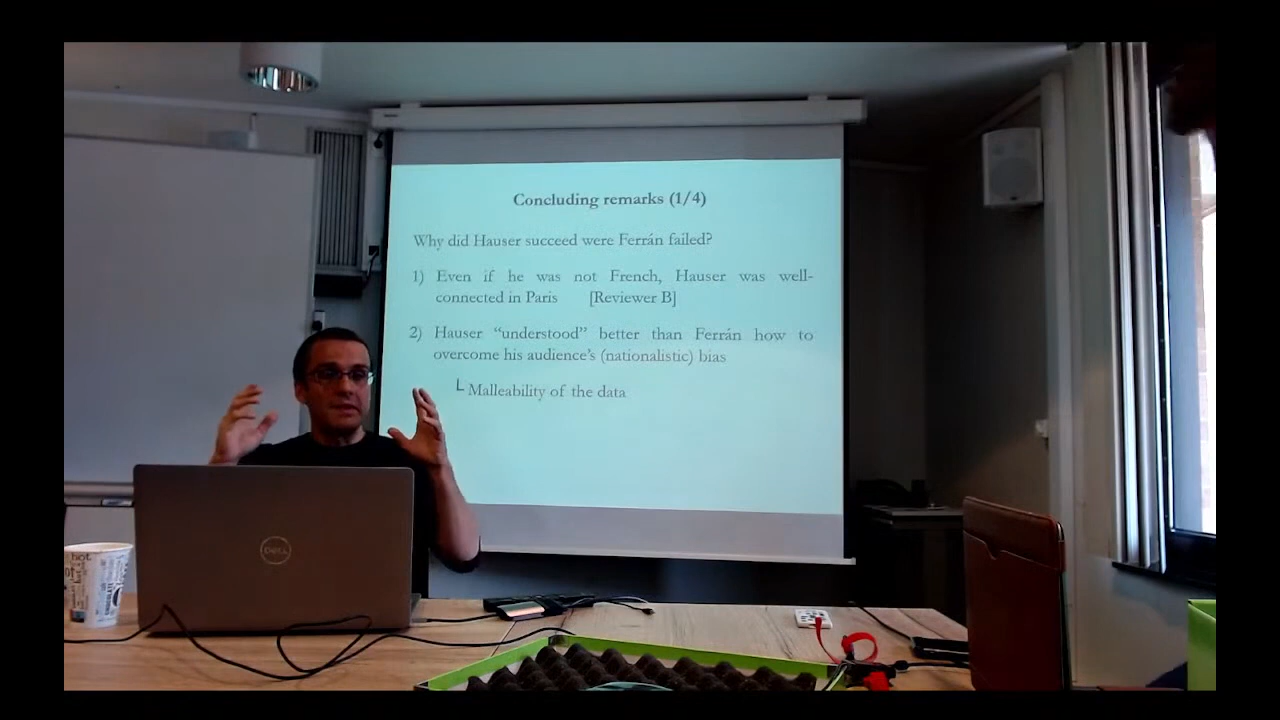 Concluding remarks (1/4)
Why did Hauser succeed were Ferrán failed?
1) Even if he was not French, Hauser was well-
connected in Paris [Reviewer B]
2) Hauser “understood” better than Ferrán how to
overcome his audience’s (nationalistic) bias
└ Malleability of the data
DELL
hot